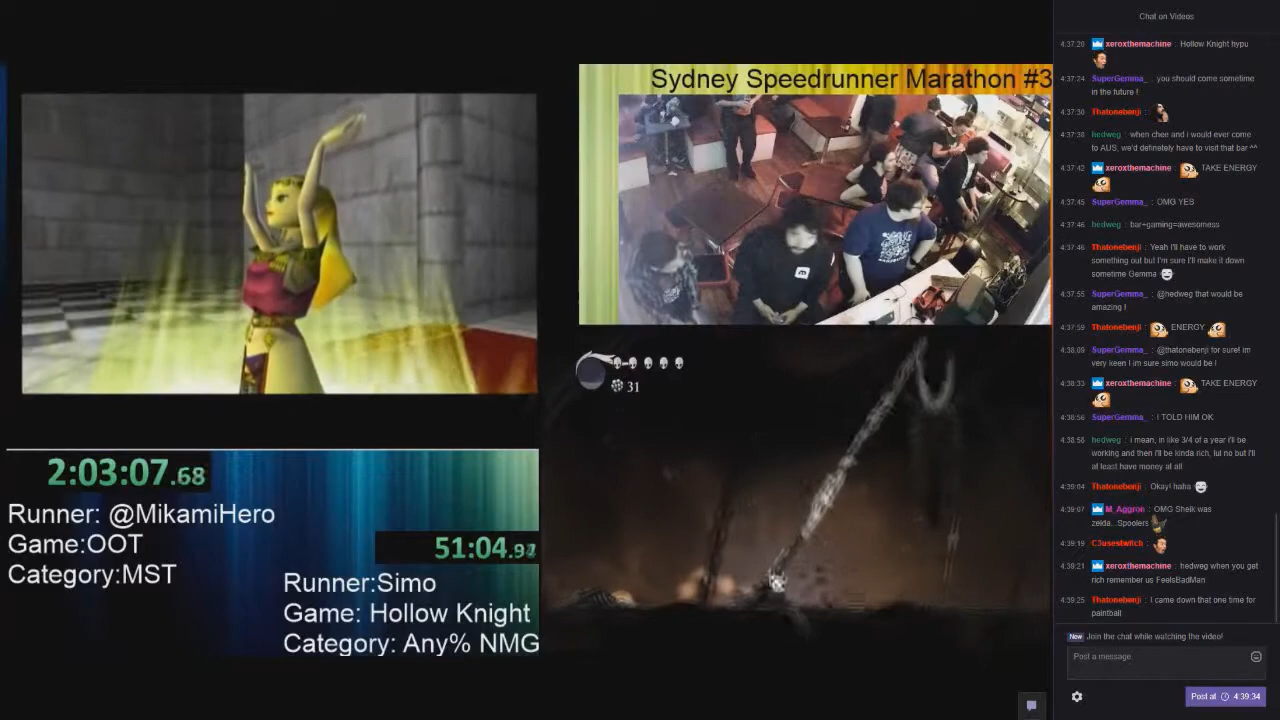 Sydney Speedrunner Marathon #3
31
2:03:07.68
Runner: @MikamiHero
Game:OOT
Category:MST
51:04.97
Runner:Simo
Game: Hollow Knight
Category: Any% NMG
Chat on Videos
4:37:20 xeroxthemachine : Hollow Knight hypu
4:37:24 SuperGemma_ : you should come sometime
in the future !
4:37:30 Thatonebenji :
4:37:38 hedweg : when chee and i would ever come
to AUS, we'd definetely have to visit that bar ^^
4:37:42 xeroxthemachine : TAKE ENERGY
4:37:45 SuperGemma_ : OMG YES
4:37:46 hedweg : bar+gaming=awesomess
4:37:46 Thatonebenji : Yeah I'll have to work
something out but I'm sure I'll make it down
sometime Gemma
4:37:55 SuperGemma_ : @hedweg that would be
amazing !
4:37:59 Thatonebenji : ENERGY
4:38:09 SuperGemma_ : @thatonebenji for sure! im
very keen I im sure simo would be !
4:38:33 xeroxthemachine : TAKE ENERGY
4:38:56 SuperGemma_ : I TOLD HIM OK
4:38:56 hedweg : i mean, in like 3/4 of a year i'll be
working and then i'll be kinda rich, lul no but I'll
at least have money at all
4:39:04 Thatonebenji : Okay! haha
4:39:07 M_Aggron : OMG Sheik was
zelda...Spoilers
4:39:19 C3usestwitch :
4:39:21 xeroxthemachine : hedweg when you get
rich remember us FeelsBadMan
4:39:25 Thatonebenji : I came down that one time for
paintball
New Join the chat while watching the video!
Post a message
Post at 4:39:34